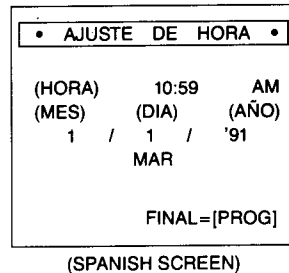 • AJUSTE DE HORA •
(HORA) 10:59 AM
(MES) (DIA) (AÑO)
1 / 1 / '91
MAR
FINAL=[PROG]
(SPANISH SCREEN)